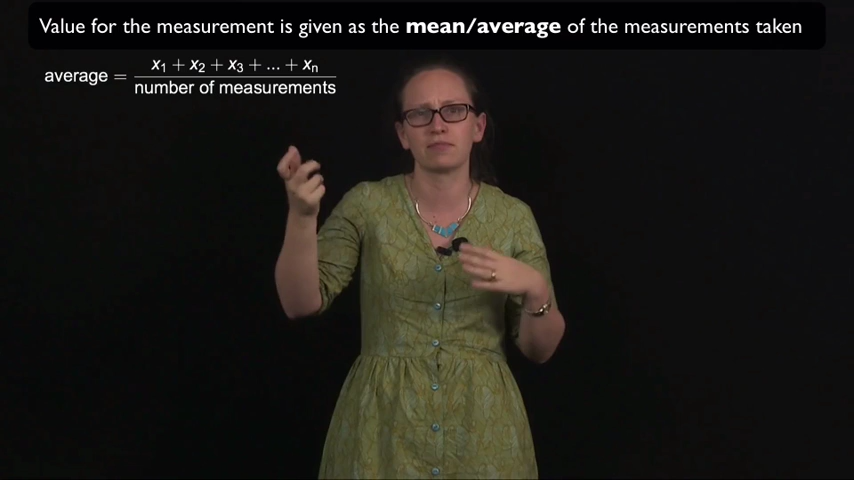 Value for the measurement is given as the mean/average of the measurements taken
average = x₁ + x₂ + x₃ + ... + xₙ
number of measurements